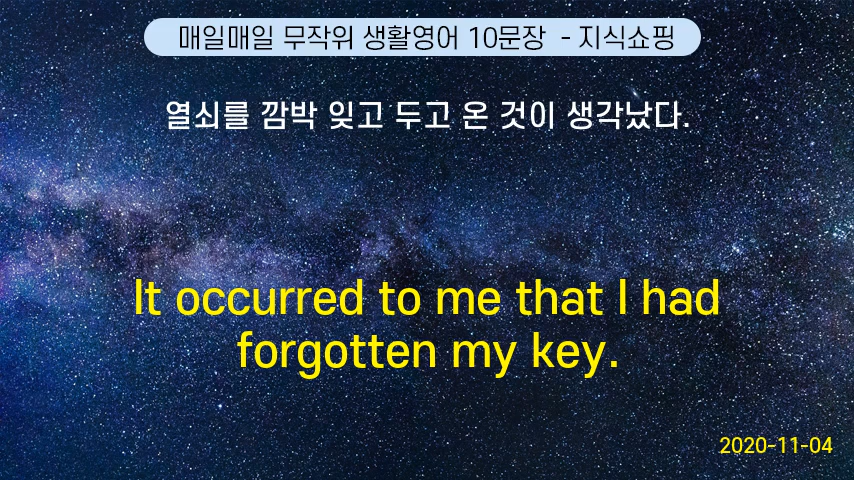 매일매일 무작위 생활영어 10문장 - 지식쇼핑
열쇠를 깜박 잊고 두고 온 것이 생각났다.
It occurred to me that I had
forgotten my key.
2020-11-04